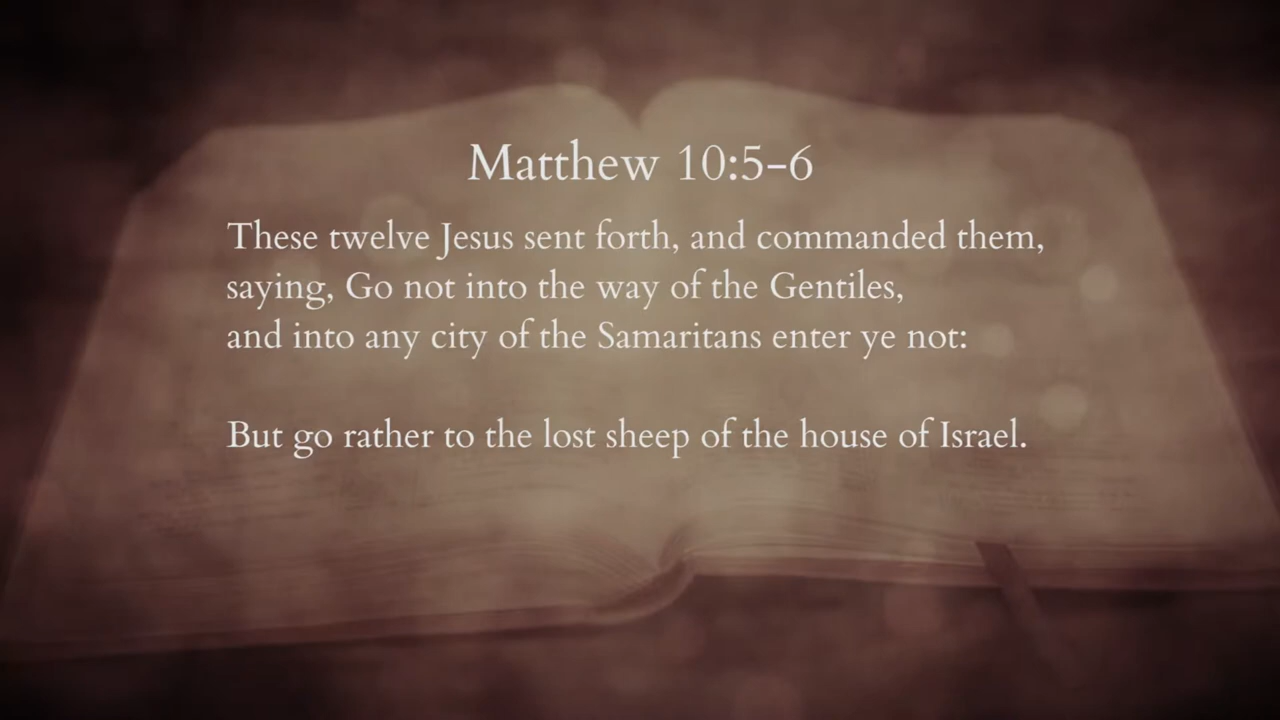 Matthew 10:5-6
These twelve Jesus sent forth, and commanded them,
saying, Go not into the way of the Gentiles,
and into any city of the Samaritans enter ye not:
But go rather to the lost sheep of the house of Israel.